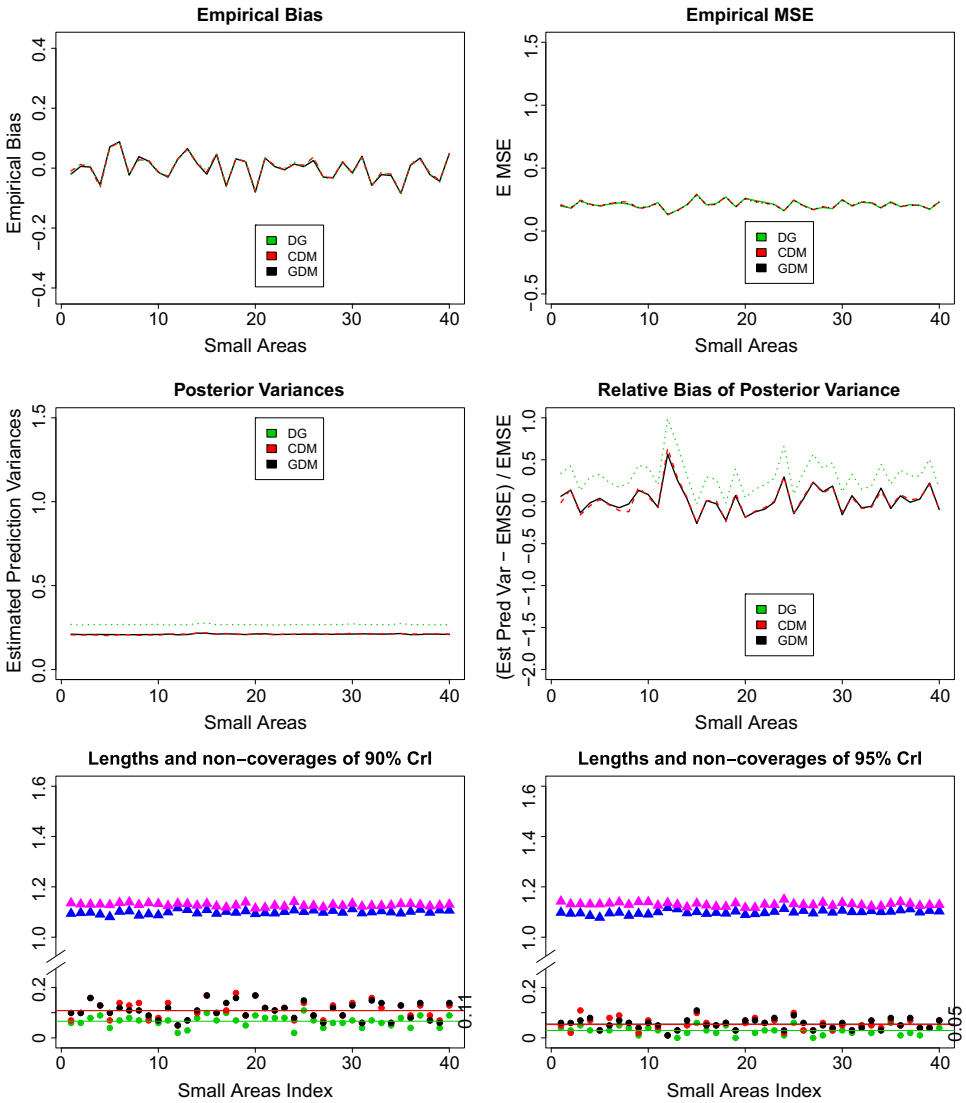 Empirical Bias
Empirical Bias
−0.4 −0.2 0.0 0.2 0.4
DG
CDM
GDM
0 10 20 30 40
Small Areas
Empirical MSE
E MSE
−0.5 0.0 0.5 1.0 1.5
DG
CDM
GDM
0 10 20 30 40
Small Areas
Posterior Variances
Estimated Prediction Variances
0.0 0.5 1.0 1.5
DG
CDM
GDM
0 10 20 30 40
Small Areas
Relative Bias of Posterior Variance
(Est Pred Var − EMSE) / EMSE
−2.0 −1.5 −1.0 −0.5 0.0 0.5 1.0
DG
CDM
GDM
0 10 20 30 40
Small Areas
Lengths and non−coverages of 90% CrI
0 0.2 1.0 1.2 1.4 1.6
0.11
0 10 20 30 40
Small Areas Index
Lengths and non−coverages of 95% CrI
0 0.2 1.0 1.2 1.4 1.6
0.05
0 10 20 30 40
Small Areas Index